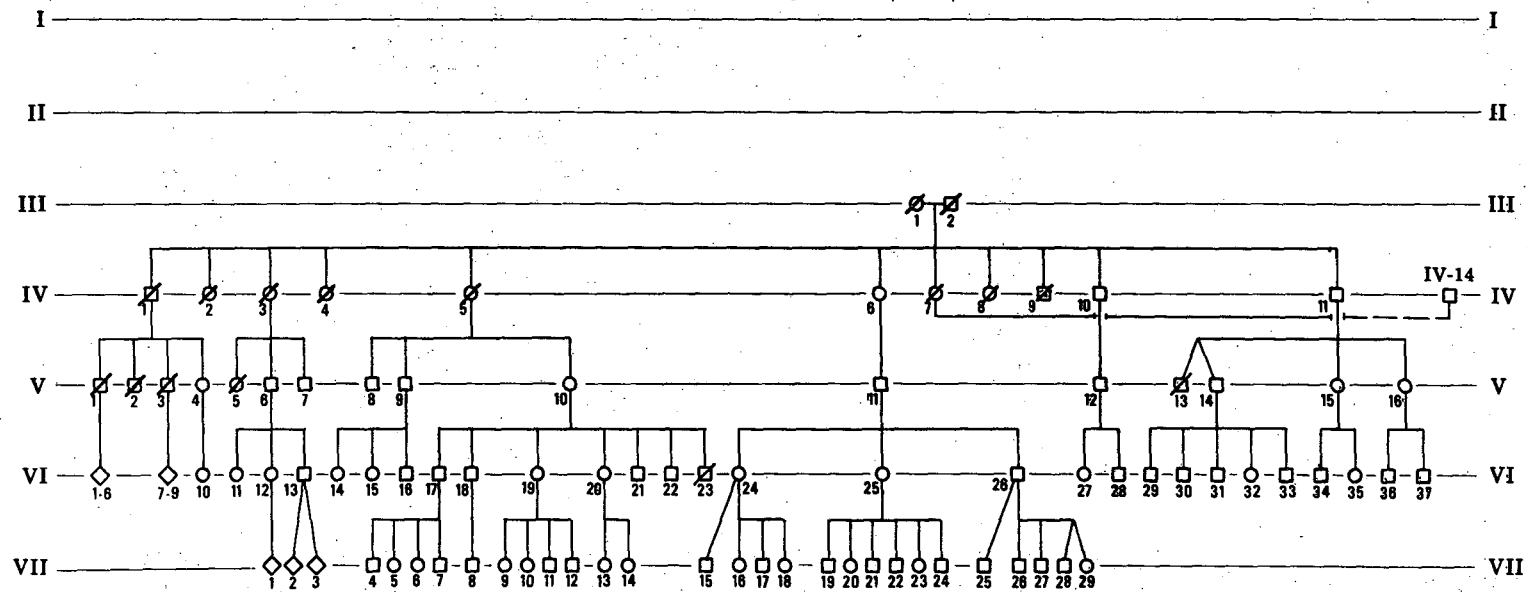 I I
II II
III 1 2 III
IV-14
IV 1 2 3 4 5 6 7 8 9 10 11 IV
V 1 2 3 4 5 6 7 8 9 10 11 12 13 14 15 16 V
VI 1-6 7-9 10 11 12 13 14 15 16 17 18 19 20 21 22 23 24 25 26 27 28 29 30 31 32 33 34 35 36 37 VI
VII 1 2 3 4 5 6 7 8 9 10 11 12 13 14 15 16 17 18 19 20 21 22 23 24 25 26 27 28 29 VII